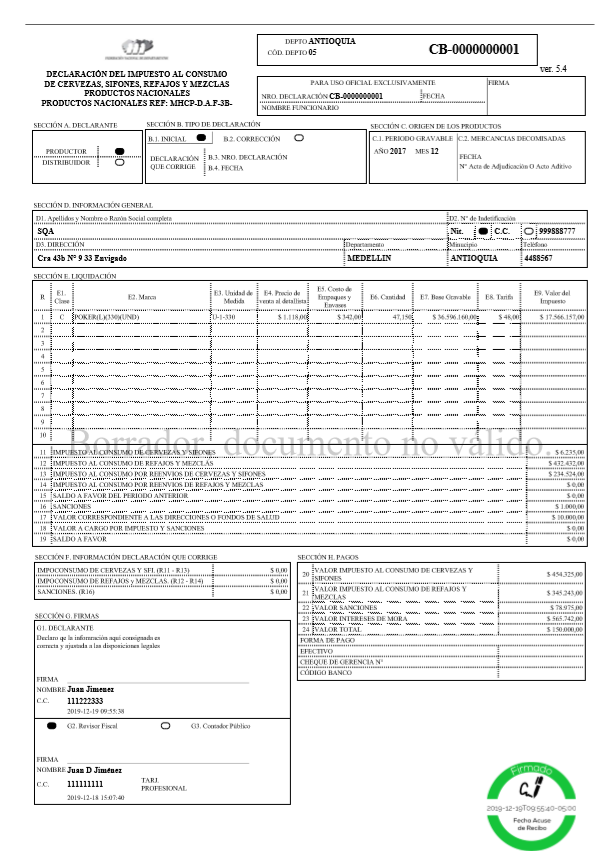 DEPTO ANTIOQUIA
CÓD. DEPTO 05
CB-0000000001
ver. 5.4
DECLARACIÓN DEL IMPUESTO AL CONSUMO
DE CERVEZAS, SIFONES, REFAJOS Y MEZCLAS
PRODUCTOS NACIONALES
PRODUCTOS NACIONALES REF: MHCP-D.A.F-3B-
PARA USO OFICIAL EXCLUSIVAMENTE
FIRMA
NRO. DECLARACIÓN CB-0000000001
FECHA
NOMBRE FUNCIONARIO
SECCIÓN A. DECLARANTE
PRODUCTOR
DISTRIBUIDOR
SECCIÓN B. TIPO DE DECLARACIÓN
B.1. INICIAL
B.2. CORRECCIÓN
DECLARACIÓN QUE CORRIGE
B.3. NRO. DECLARACIÓN
B.4. FECHA
SECCIÓN C. ORIGEN DE LOS PRODUCTOS
C.1. PERIODO GRAVABLE
C.2. MERCANCIAS DECOMISADAS
AÑO 2017 MES 12
FECHA
N° Acta de Adjudicación O Acto Aditivo
SECCIÓN D. INFORMACIÓN GENERAL
D1. Apellidos y Nombre o Razón Social completa
D2. N° de Indetificación
SQA
Nit. C.C. 999888777
D3. DIRECCIÓN
Departamento
Minucipio
Teléfono
Cra 43b N° 9 33 Envigado
MEDELLIN
ANTIOQUIA
4488567
SECCIÓN E. LIQUIDACIÓN
R
E1. Clase
E2. Marca
E3. Unidad de Medida
E4. Precio de venta al detallista
E5. Costo de Empaques y Envases
E6. Cantidad
E7. Base Gravable
E8. Tarifa
E9. Valor del Impuesto
1 C POKER(L)(330)(UND) U-1-330 $ 1.118,00 $ 342,00 47,150 $ 36.596.160,00 $ 48,00 $ 17.566.157,00
2
3
4
5
6
7
8
9
10
Borrador, documento no válido.
11 IMPUESTO AL CONSUMO DE CERVEZAS Y SIFONES $ 6.235,00
12 IMPUESTO AL CONSUMO DE REFAJOS Y MEZCLAS $ 432.432,00
13 IMPUESTO AL CONSUMO POR REENVIOS DE CERVEZAS Y SIFONES $ 234.524,00
14 IMPUESTO AL CONSUMO POR REENVIOS DE REFAJOS Y MEZCLAS $ 0,00
15 SALDO A FAVOR DEL PERIODO ANTERIOR $ 0,00
16 SANCIONES $ 1.000,00
17 VALOR CORRESPONDIENTE A LAS DIRECCIONES O FONDOS DE SALUD $ 10.000,00
18 VALOR A CARGO POR IMPUESTO Y SANCIONES $ 0,00
19 SALDO A FAVOR $ 0,00
SECCIÓN F. INFORMACIÓN DECLARACIÓN QUE CORRIGE
IMPOCONSUMO DE CERVEZAS Y SFI. (R11 - R13) $ 0,00
IMPOCONSUMO DE REFAJOS y MEZCLAS. (R12 - R14) $ 0,00
SANCIONES. (R16) $ 0,00
SECCIÓN H. PAGOS
20 VALOR IMPUESTO AL CONSUMO DE CERVEZAS Y SIFONES $ 454.325,00
21 VALOR IMPUESTO AL CONSUMO DE REFAJOS Y MEZCLAS $ 345.243,00
22 VALOR SANCIONES $ 78.975,00
23 VALOR INTERESES DE MORA $ 565.742,00
24 VALOR TOTAL $ 150.000,00
FORMA DE PAGO
EFECTIVO
CHEQUE DE GERENCIA N°
CÓDIGO BANCO
SECCIÓN G. FIRMAS
G1. DECLARANTE
Declaro qe la infomación aqui consignada es
correcta y ajustada a las disposiciones legales
FIRMA
NOMBRE Juan Jimenez
C.C. 111222333
2019-12-19 09:55:38
G2. Revisor Fiscal
G3. Contador Público
FIRMA
NOMBRE Juan D Jiménez
C.C. 111111111
TARJ. PROFESIONAL
2019-12-18 15:07:40
Firmado
2019-12-19T09:55:40-05:00
Fecha Acuse
de Recibo